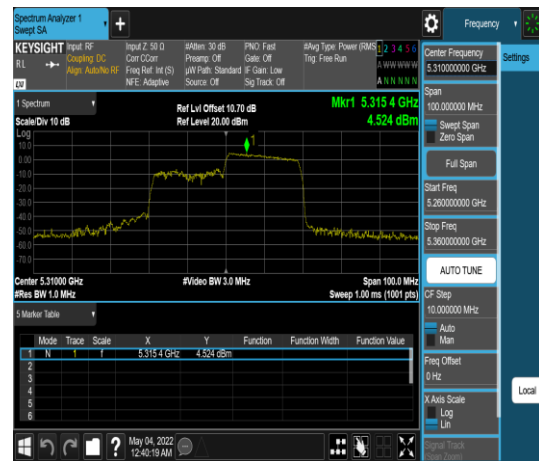 Spectrum Analyzer 1
Swept SA
+
Frequency
KEYSIGHT
RL
Input: RF
Coupling: DC
Align: Auto/No RF
Input Z: 50 Ω
Corr CCorr
Freq Ref: Int (S)
NFE: Adaptive
#Atten: 30 dB
Preamp: Off
µW Path: Standard
Source: Off
PNO: Fast
Gate: Off
IF Gain: Low
Sig Track: Off
#Avg Type: Power (RMS
Trig: Free Run
1 2 3 4 5 6
A W W W W W
A N N N N N
LXI
1 Spectrum
Scale/Div 10 dB
Ref Lvl Offset 10.70 dB
Ref Level 20.00 dBm
Mkr1 5.315 4 GHz
4.524 dBm
Log
10.0
0.00
-10.0
-20.0
-30.0
-40.0
-50.0
-60.0
-70.0
1
Center 5.31000 GHz
#Res BW 1.0 MHz
#Video BW 3.0 MHz
Span 100.0 MHz
Sweep 1.00 ms (1001 pts)
5 Marker Table
Mode Trace Scale X Y Function Function Width Function Value
1 N 1 f 5.315 4 GHz 4.524 dBm
2
3
4
5
6
?
May 04, 2022
12:40:19 AM
Center Frequency
5.310000000 GHz
Settings
Span
100.000000 MHz
Swept Span
Zero Span
Full Span
Start Freq
5.260000000 GHz
Stop Freq
5.360000000 GHz
AUTO TUNE
CF Step
10.000000 MHz
Auto
Man
Freq Offset
0 Hz
X Axis Scale
Log
Lin
Local
Signal Track
(Span Zoom)